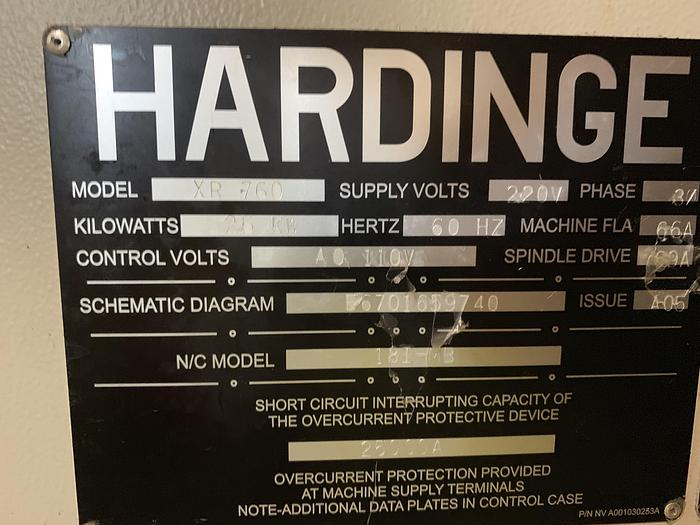 HARDINGE
MODEL XR 760 SUPPLY VOLTS 220V PHASE
KILOWATTS HERTZ 60 HZ MACHINE FLA 66A
CONTROL VOLTS 110V SPINDLE DRIVE
SCHEMATIC DIAGRAM ISSUE A05
N/C MODEL
SHORT CIRCUIT INTERRUPTING CAPACITY OF
THE OVERCURRENT PROTECTIVE DEVICE
OVERCURRENT PROTECTION PROVIDED
AT MACHINE SUPPLY TERMINALS
NOTE-ADDITIONAL DATA PLATES IN CONTROL CASE
P/N NV A001030253A